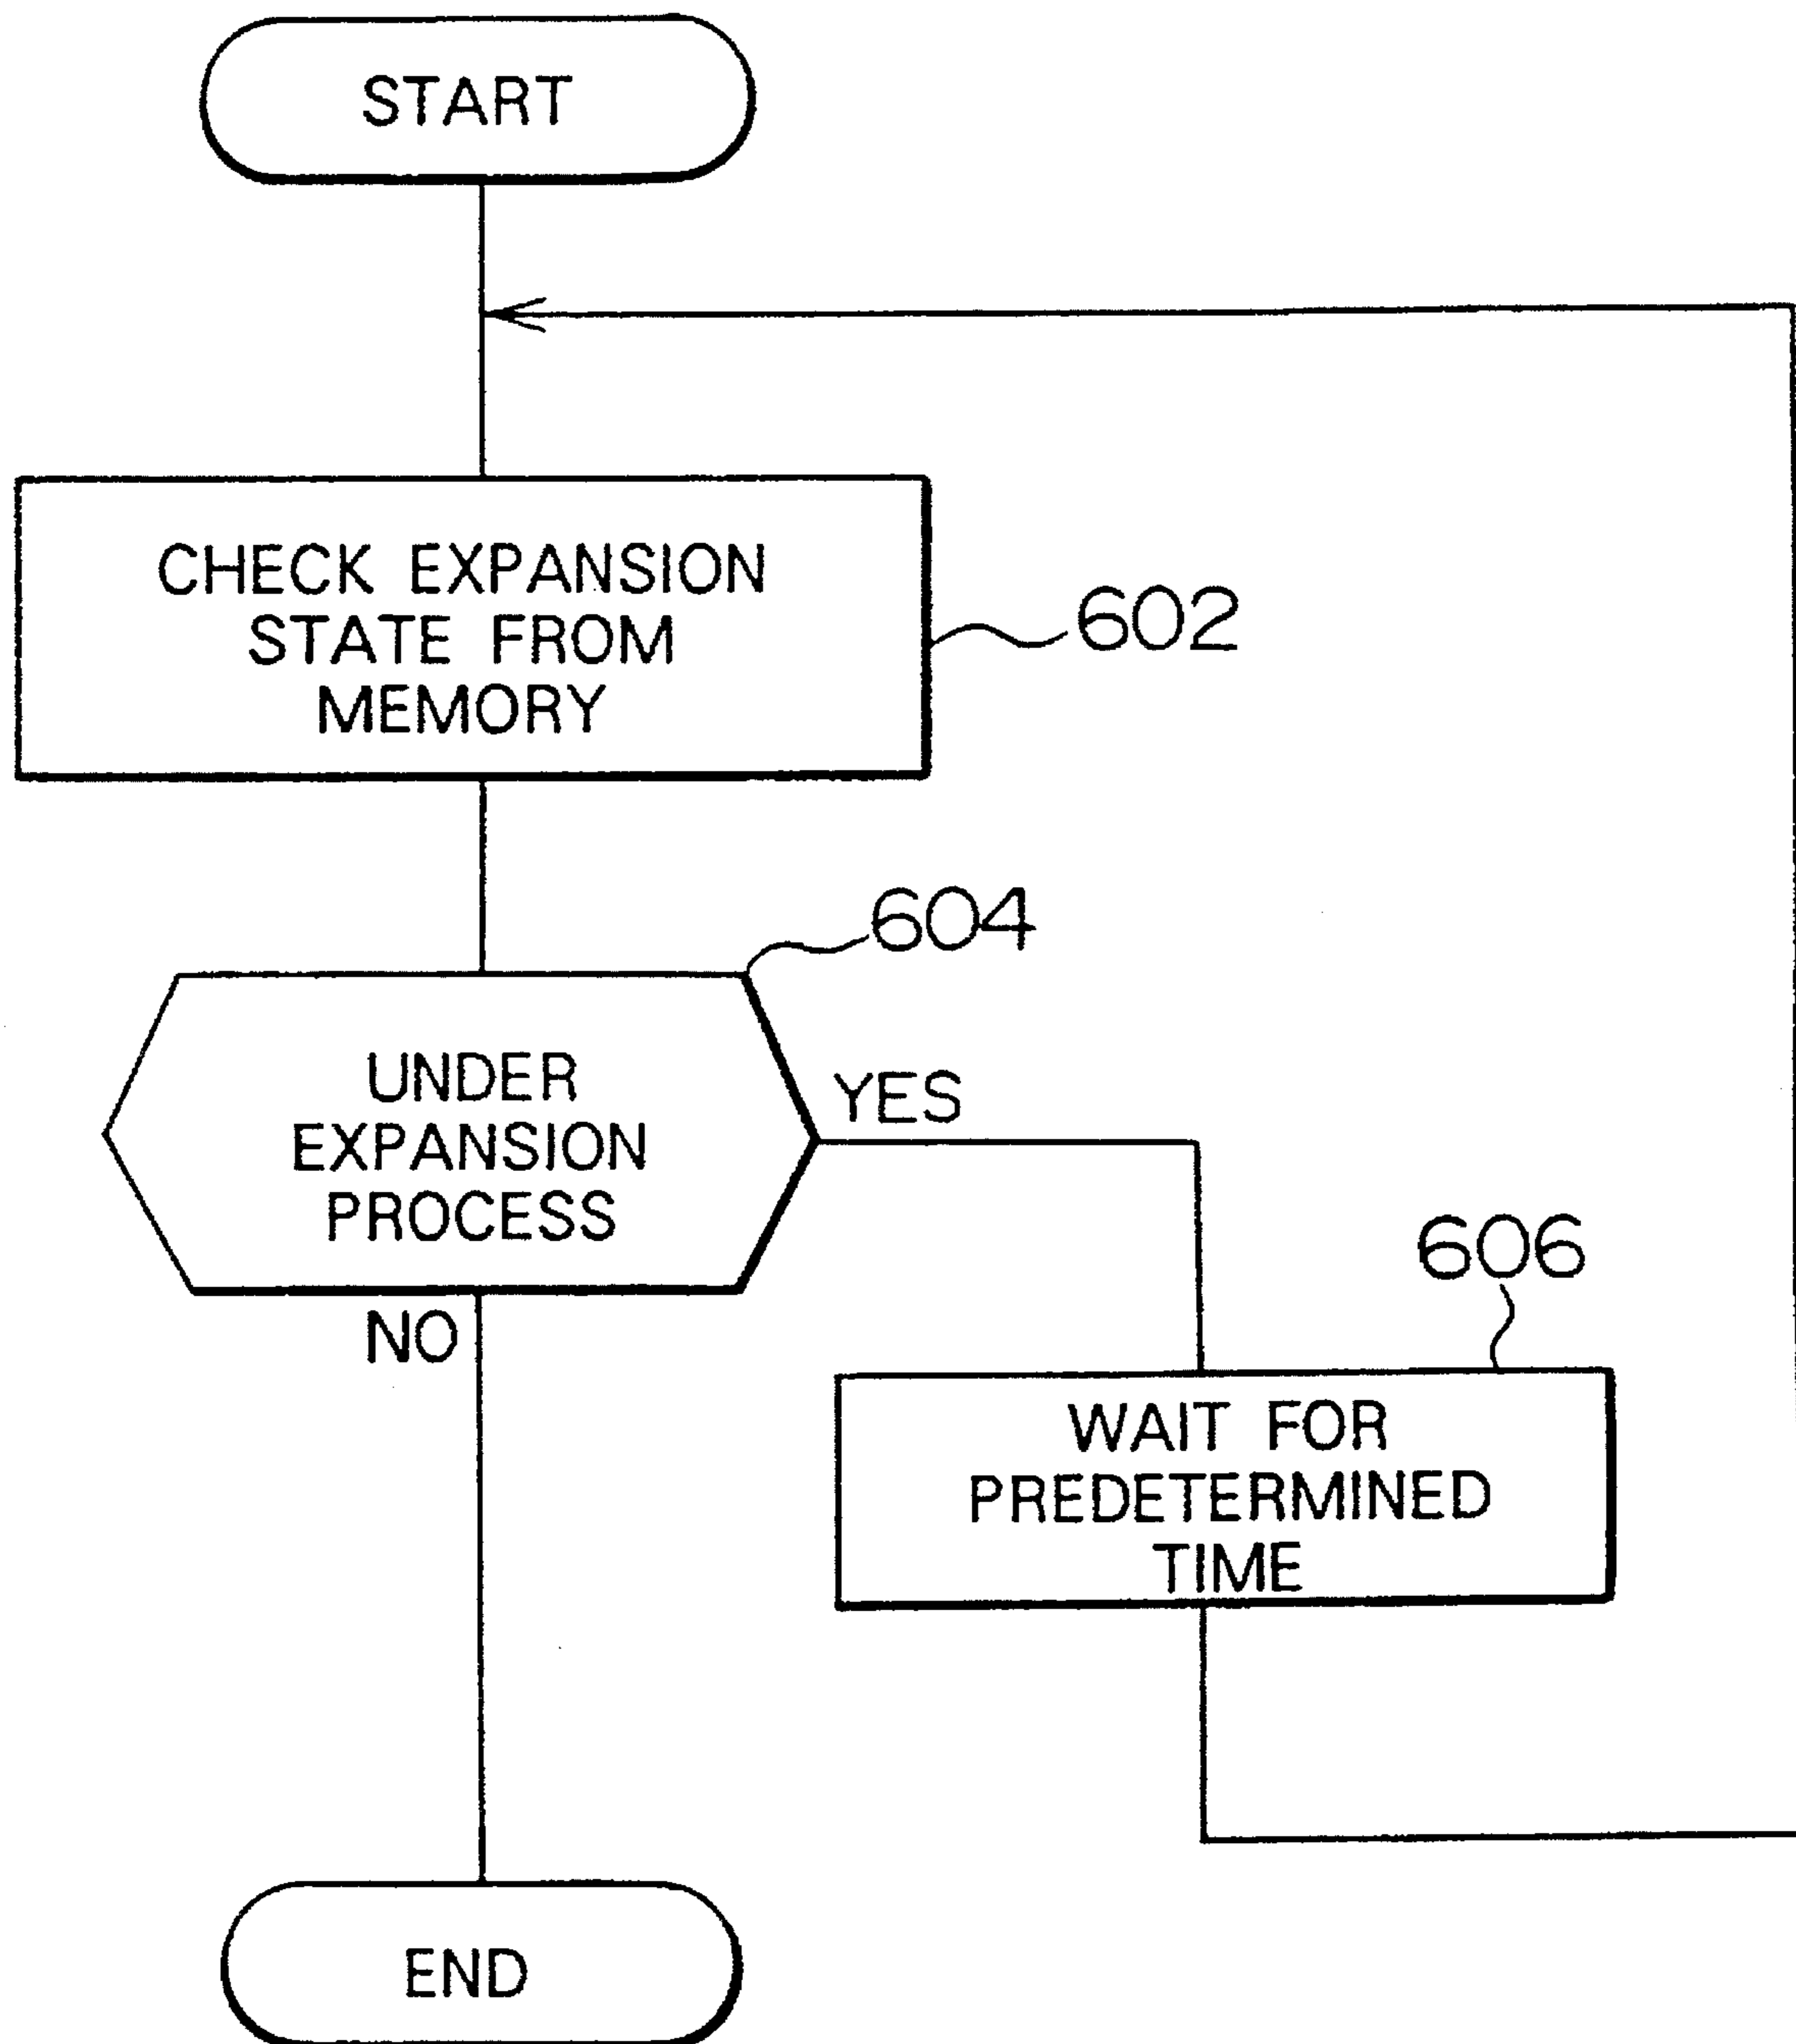 START
CHECK EXPANSION
STATE FROM
MEMORY
602
604
UNDER
EXPANSION
PROCESS
YES
NO
606
WAIT FOR
PREDETERMINED
TIME
END